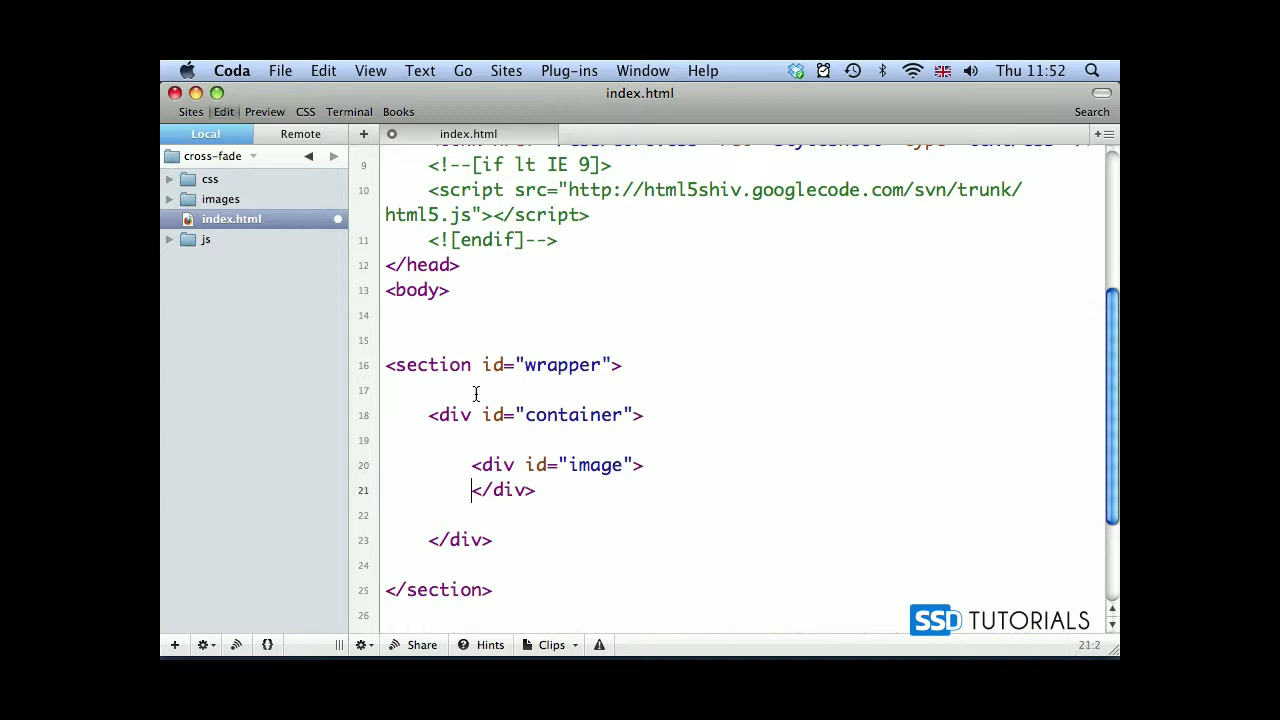 Coda File Edit View Text Go Sites Plug-ins Window Help Thu 11:52
index.html
Sites Edit Preview CSS Terminal Books Search
Local Remote index.html
cross-fade
css
images
index.html
js
9 <!--[if lt IE 9]>
10 <script src="http://html5shiv.googlecode.com/svn/trunk/
html5.js"></script>
11 <![endif]-->
12 </head>
13 <body>
14
15
16 <section id="wrapper">
17
18 <div id="container">
19
20 <div id="image">
21 </div>
22
23 </div>
24
25 </section>
26
SSD TUTORIALS
Share Hints Clips 21:2